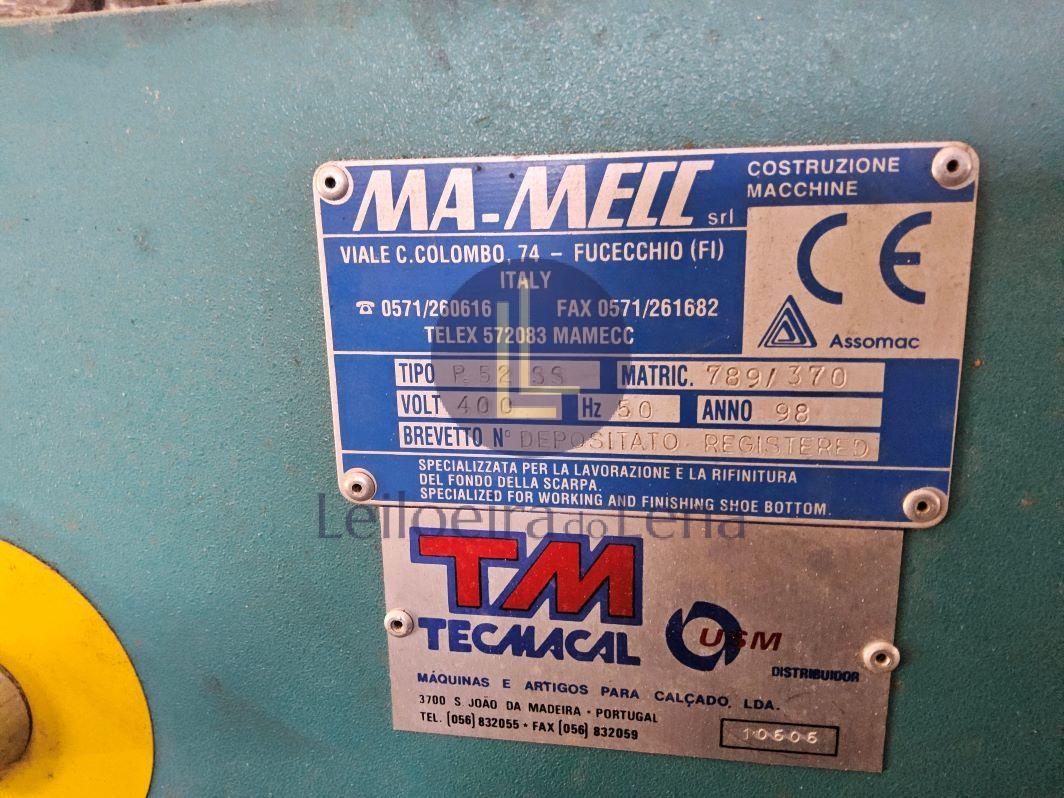 MA-MECC srl
COSTRUZIONE
MACCHINE
VIALE C.COLOMBO, 74 - FUCECCHIO (FI)
ITALY
☎ 0571/260616 FAX 0571/261682
TELEX 572083 MAMECC
CE
Assomac
TIPO P. 52 SS MATRIC. 789/370
VOLT 400 Hz 50 ANNO 98
BREVETTO N° DEPOSITATO REGISTERED
SPECIALIZZATA PER LA LAVORAZIONE E LA RIFINITURA
DEL FONDO DELLA SCARPA.
SPECIALIZED FOR WORKING AND FINISHING SHOE BOTTOM.
Leiloeira do Lena
TM
TECMACAL
USM
DISTRIBUIDOR
MÁQUINAS E ARTIGOS PARA CALÇADO, LDA.
3700 S. JOÃO DA MADEIRA • PORTUGAL
TEL. (056) 832055 • FAX (056) 832059
10606